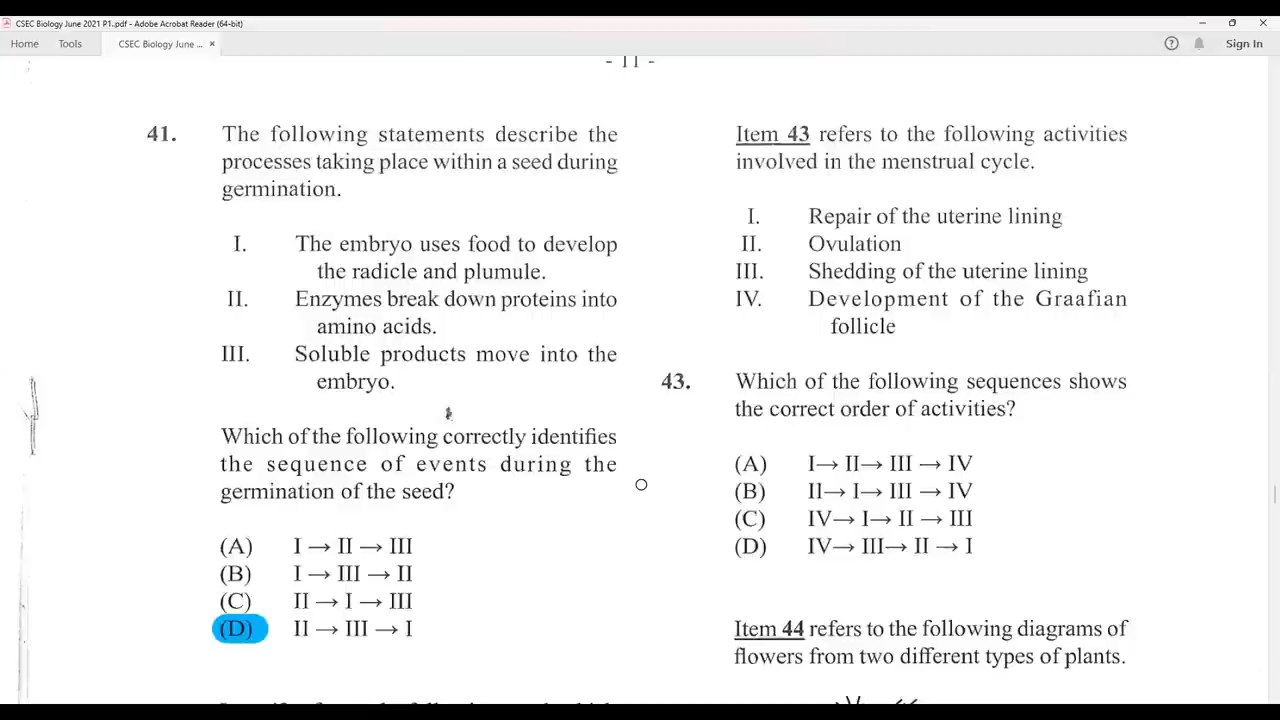 CSEC Biology June 2021 P1..pdf - Adobe Acrobat Reader (64-bit)
Home Tools CSEC Biology June ... × Sign In
- 11 -
41. The following statements describe the
processes taking place within a seed during
germination.
I. The embryo uses food to develop
the radicle and plumule.
II. Enzymes break down proteins into
amino acids.
III. Soluble products move into the
embryo.
Which of the following correctly identifies
the sequence of events during the
germination of the seed?
(A) I → II → III
(B) I → III → II
(C) II → I → III
(D) II → III → I
Item 43 refers to the following activities
involved in the menstrual cycle.
I. Repair of the uterine lining
II. Ovulation
III. Shedding of the uterine lining
IV. Development of the Graafian
follicle
43. Which of the following sequences shows
the correct order of activities?
(A) I→ II→ III → IV
(B) II→ I→ III → IV
(C) IV→ I→ II → III
(D) IV→ III→ II → I
Item 44 refers to the following diagrams of
flowers from two different types of plants.